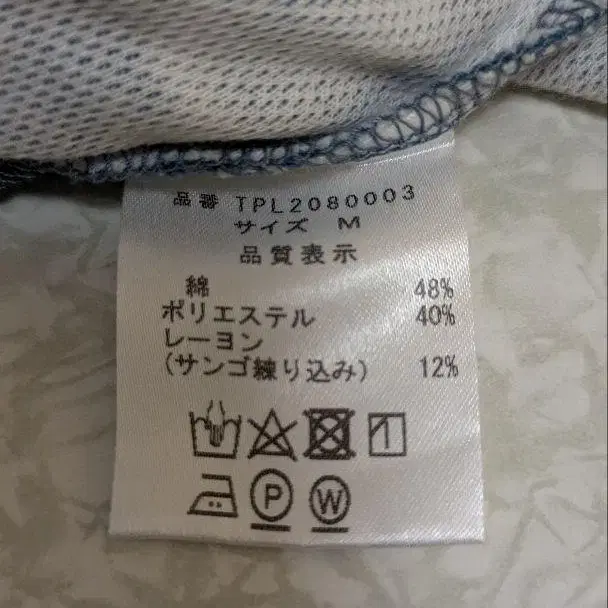 品番 TPL2080003
サイズ M
品質表示
綿 48%
ポリエステル 40%
レーヨン
(サンゴ練り込み) 12%
P W